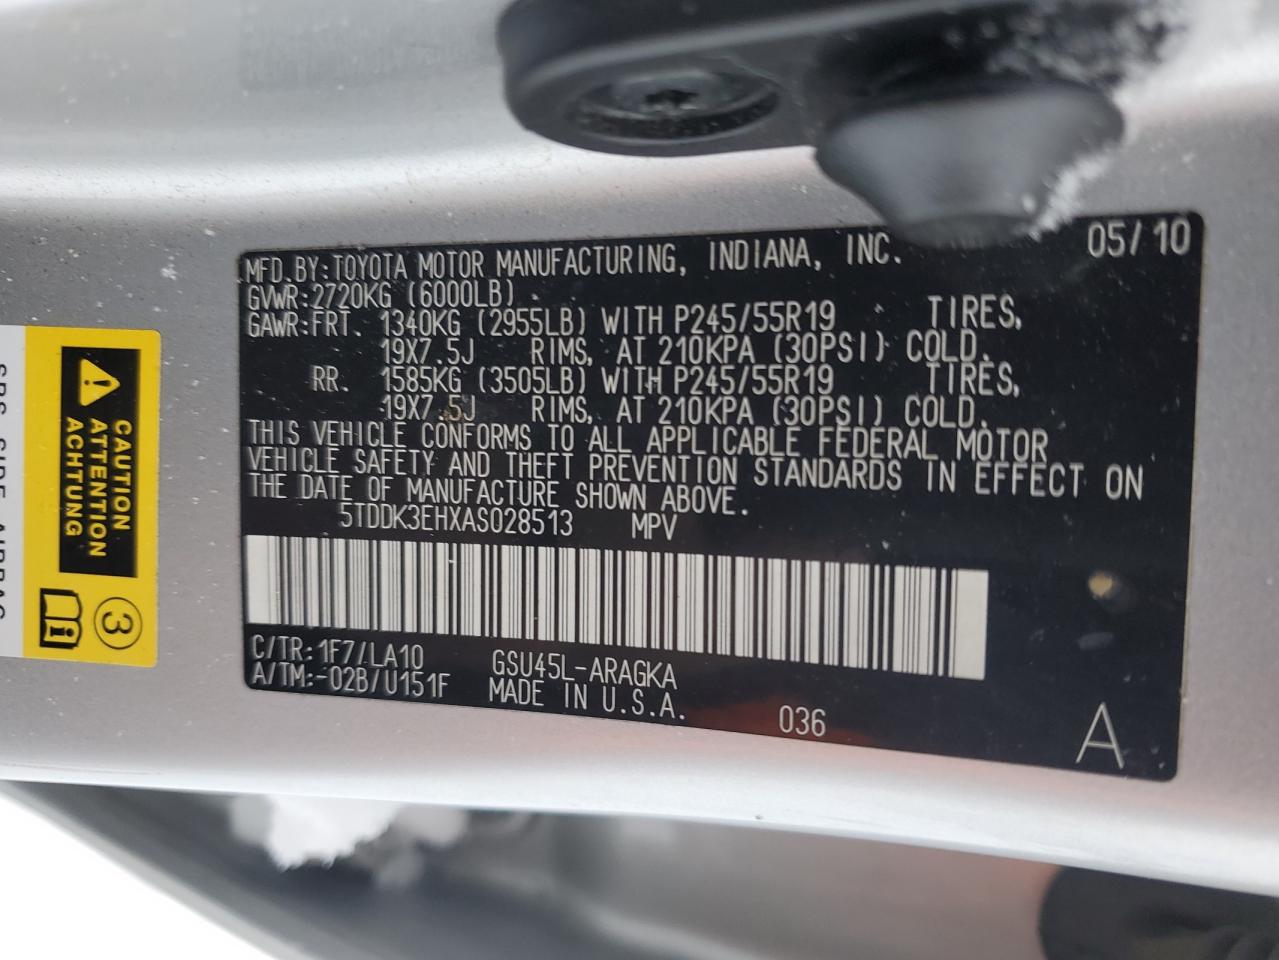 MFD.BY:TOYOTA MOTOR MANUFACTURING, INDIANA, INC. 05/10
GVWR:2720KG (6000LB)
GAWR:FRT. 1340KG (2955LB) WITH P245/55R19 TIRES,
19X7.5J RIMS, AT 210KPA (30PSI) COLD.
RR. 1585KG (3505LB) WITH P245/55R19 TIRES,
19X7.5J RIMS, AT 210KPA (30PSI) COLD.
THIS VEHICLE CONFORMS TO ALL APPLICABLE FEDERAL MOTOR
VEHICLE SAFETY AND THEFT PREVENTION STANDARDS IN EFFECT ON
THE DATE OF MANUFACTURE SHOWN ABOVE.
5TDDK3EHXAS028513 MPV
C/TR:1F7/LA10 GSU45L-ARAGKA
A/TM:-02B/U151F MADE IN U.S.A. 036
A
CAUTION
ATTENTION
ACHTUNG
3
i
SRS SIDE AIRBAG